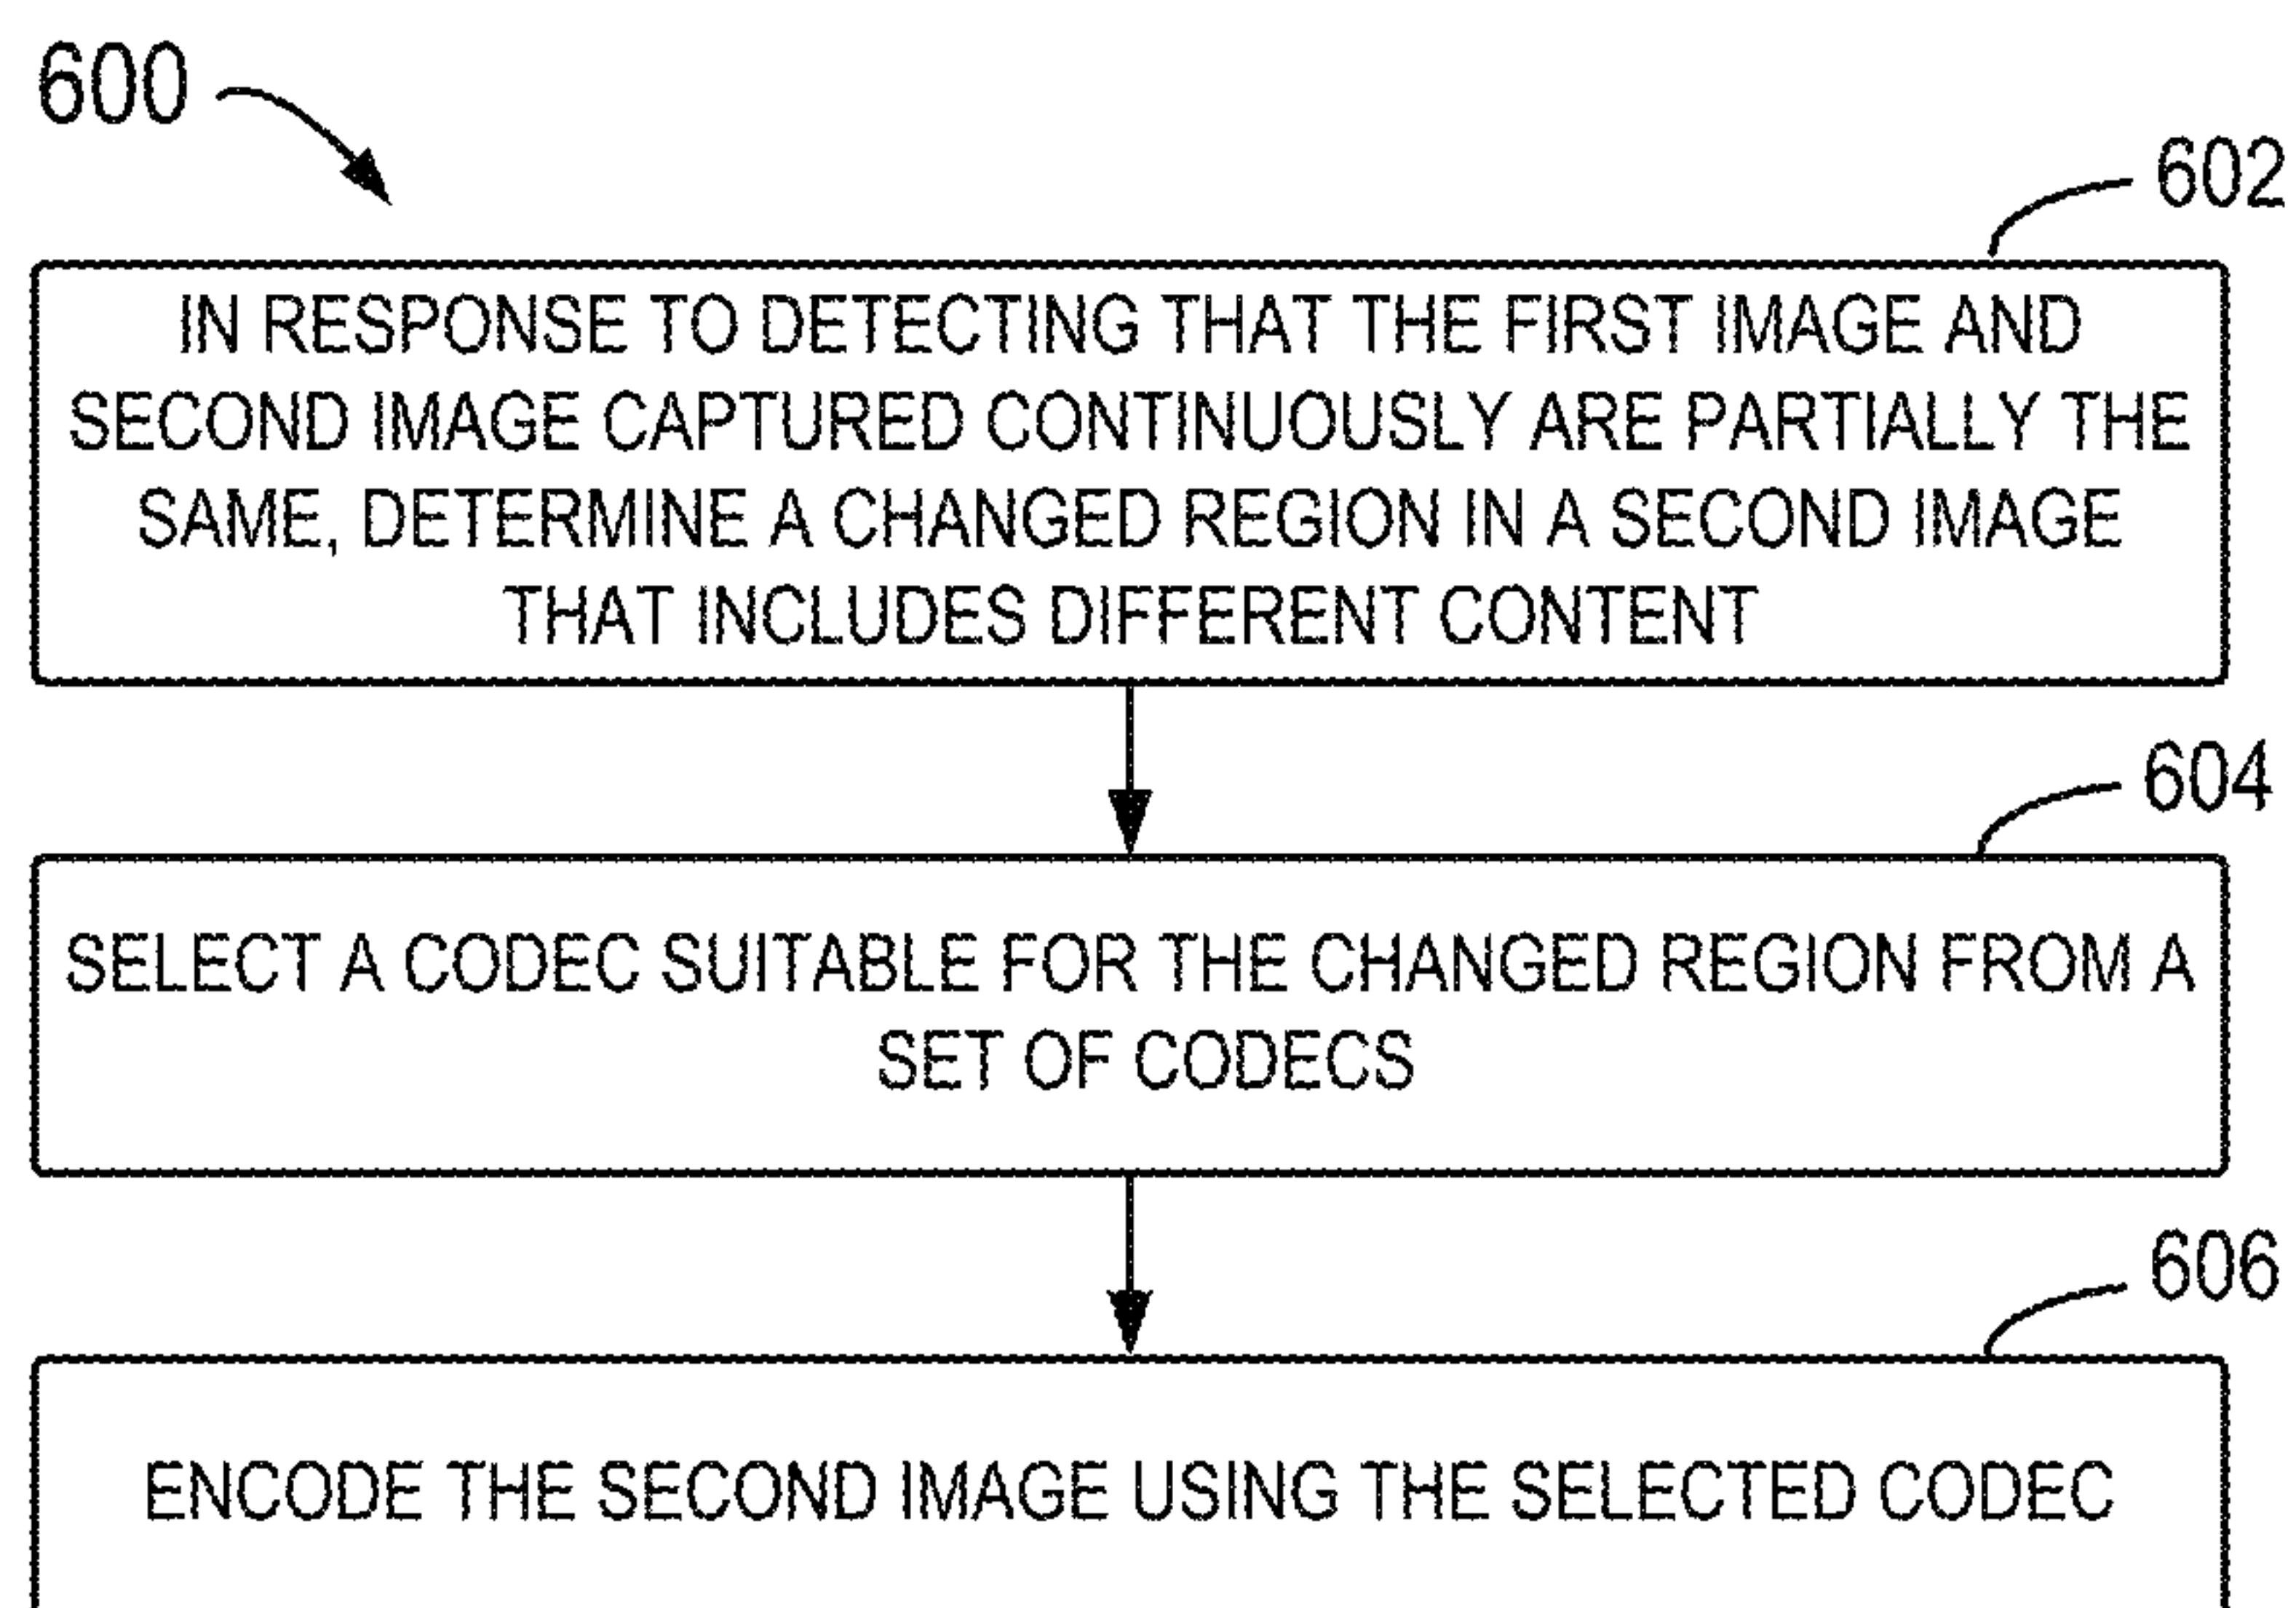 600
602
IN RESPONSE TO DETECTING THAT THE FIRST IMAGE AND
SECOND IMAGE CAPTURED CONTINUOUSLY ARE PARTIALLY THE
SAME, DETERMINE A CHANGED REGION IN A SECOND IMAGE
THAT INCLUDES DIFFERENT CONTENT
604
SELECT A CODEC SUITABLE FOR THE CHANGED REGION FROM A
SET OF CODECS
606
ENCODE THE SECOND IMAGE USING THE SELECTED CODEC